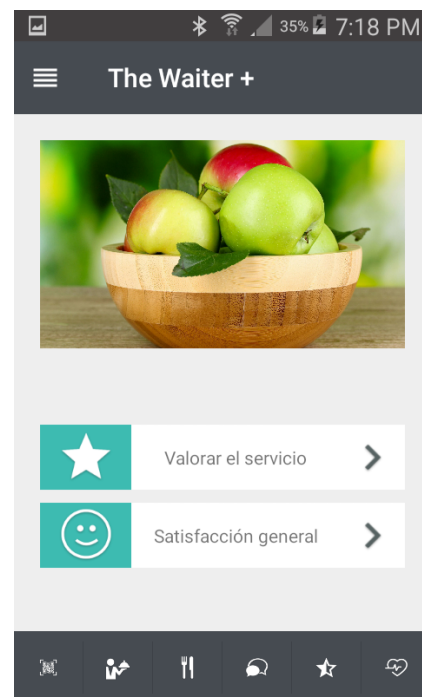 35% 7:18 PM
The Waiter +
Valorar el servicio
Satisfacción general